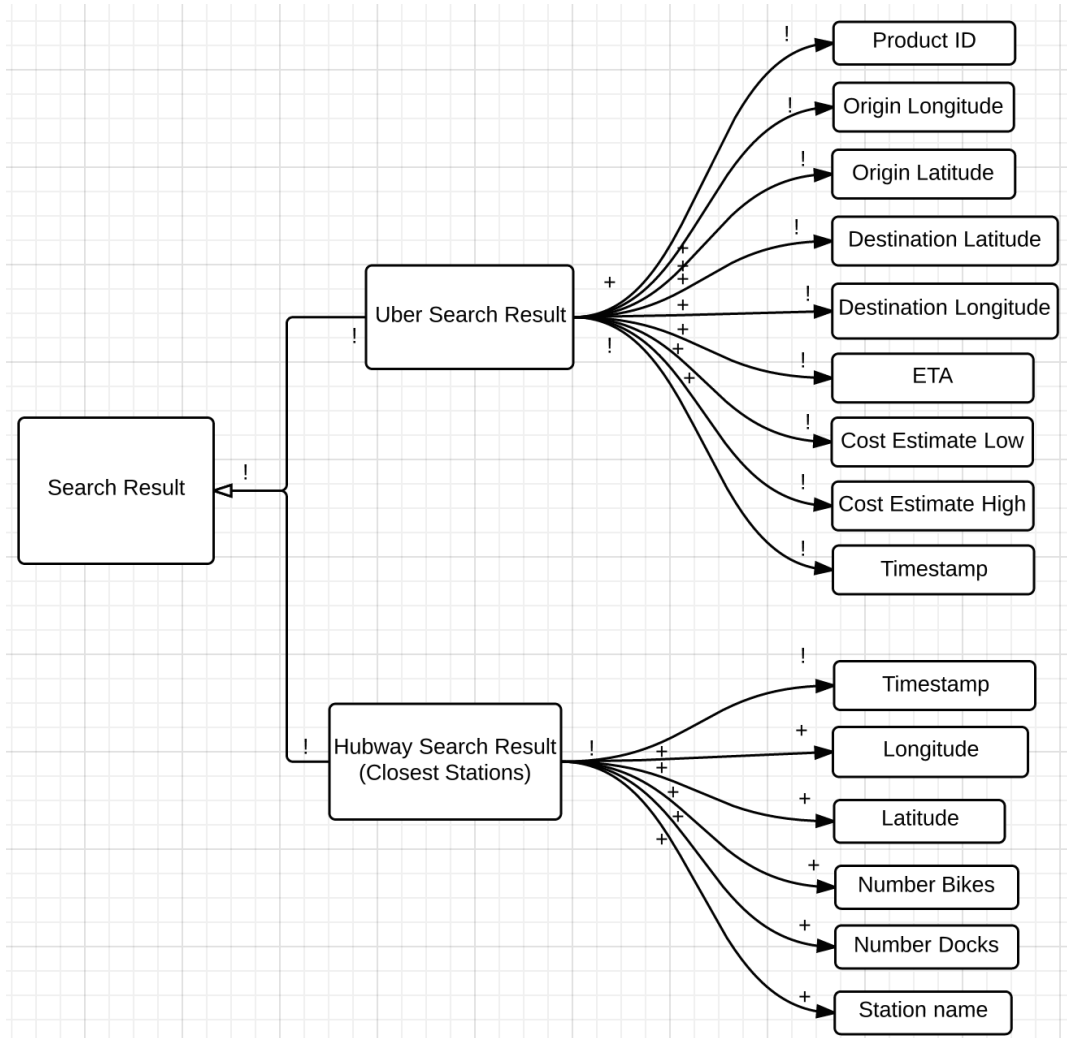 !
Product ID
!
Origin Longitude
!
Origin Latitude
!
Destination Latitude
+
+
+
+
Uber Search Result
!
!
Destination Longitude
+
+
!
!
ETA
+
+
!
Cost Estimate Low
!
Cost Estimate High
!
Timestamp
Search Result
!
!
Timestamp
!
Hubway Search Result
(Closest Stations)
!
+
+
+
Longitude
+
+
+
+
Latitude
+
Number Bikes
+
Number Docks
+
Station name